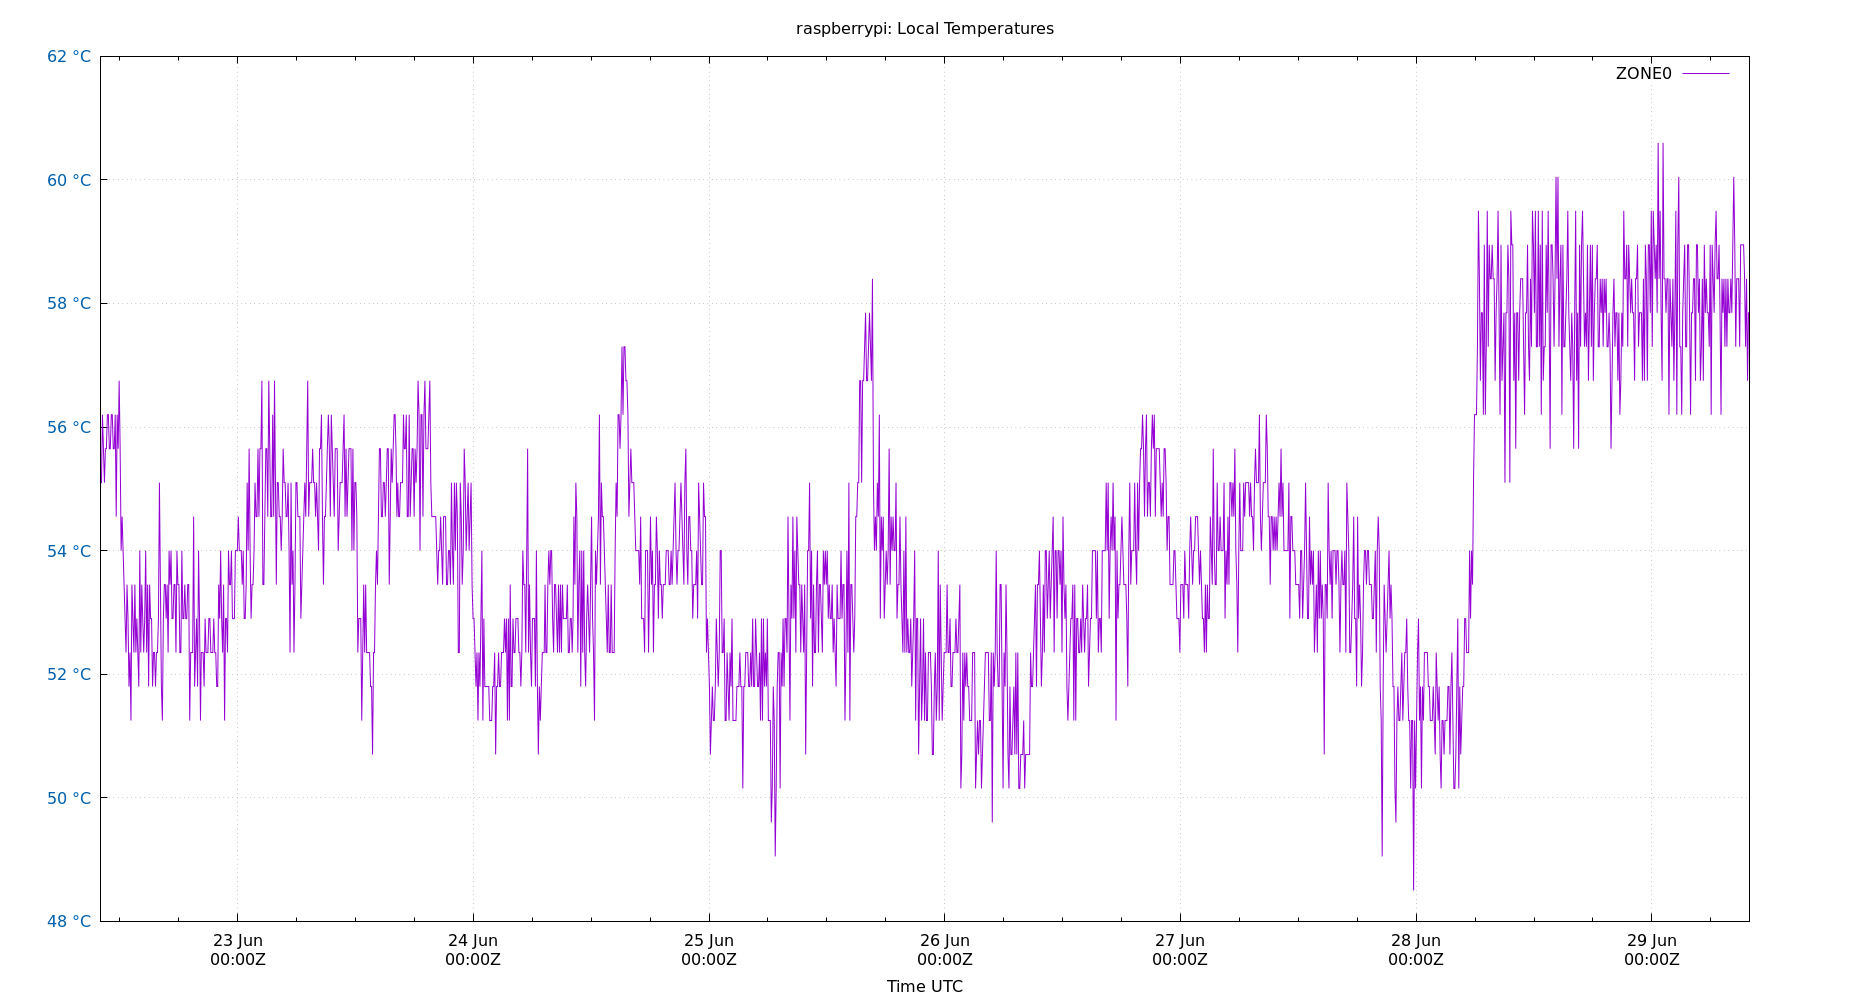 raspberrypi: Local Temperatures
62 °C
ZONE0
60 °C
58 °C
56 °C
54 °C
52 °C
50 °C
48 °C
23 Jun 24 Jun 25 Jun 26 Jun 27 Jun 28 Jun 29 Jun
00:00Z 00:00Z 00:00Z 00:00Z 00:00Z 00:00Z 00:00Z
Time UTC